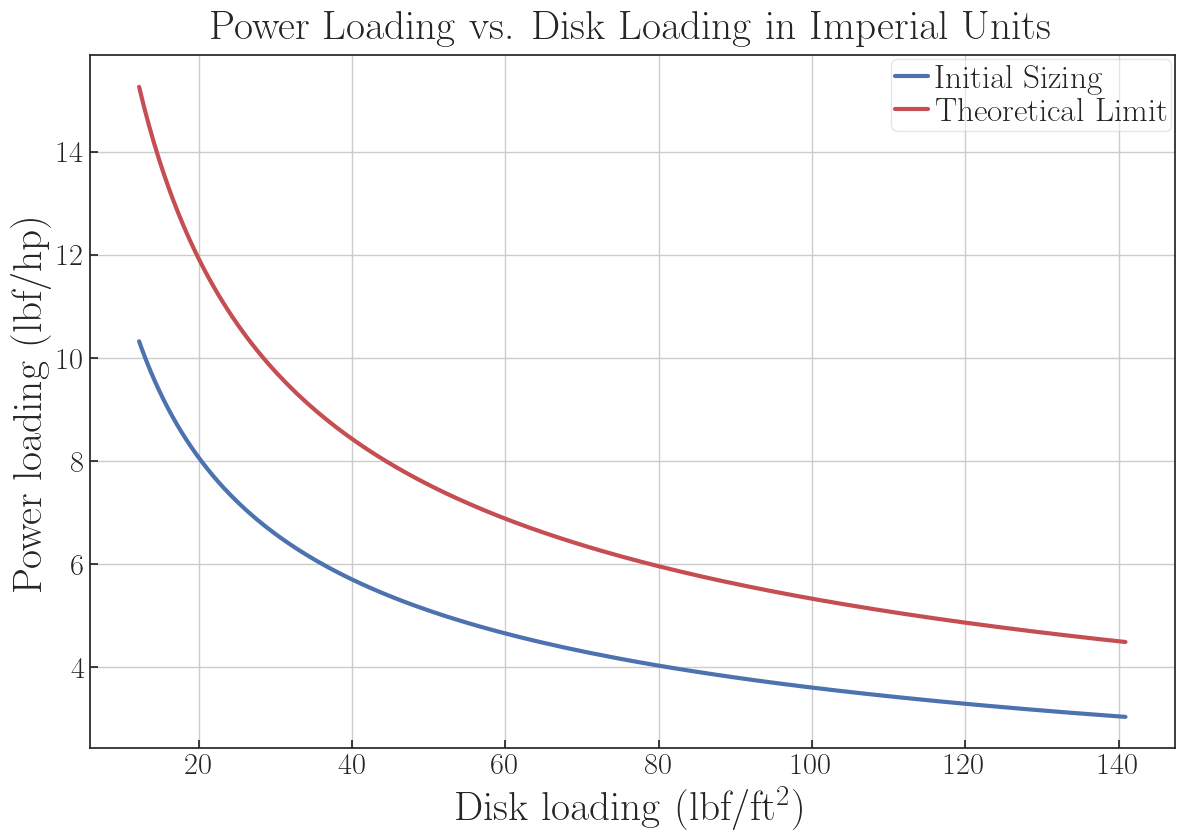 Power Loading vs. Disk Loading in Imperial Units
Initial Sizing
Theoretical Limit
Power loading (lbf/hp)
14
12
10
8
6
4
20 40 60 80 100 120 140
Disk loading (lbf/ft²)